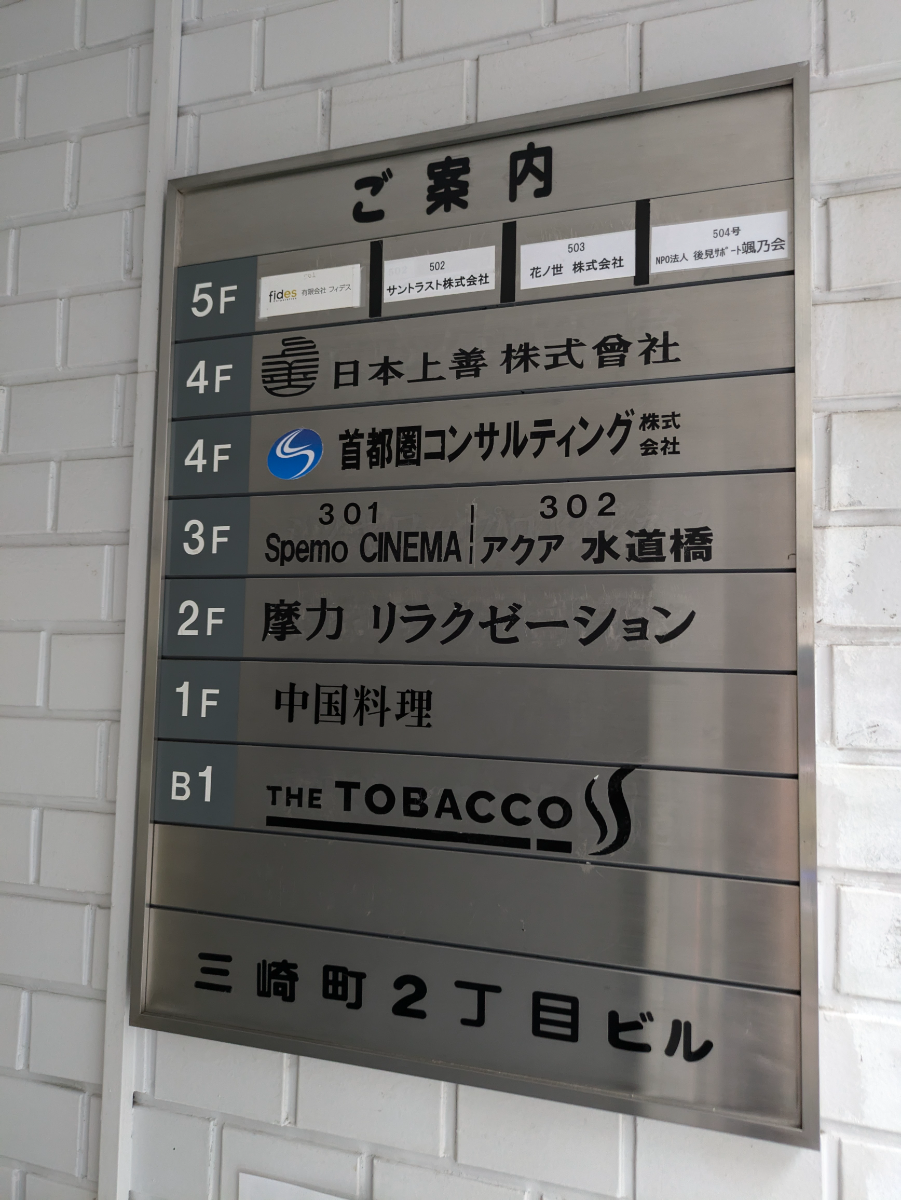 ご案内
5F
fides 有限会社 フィデス
502
サントラスト株式会社
503
花ノ世 株式会社
504号
NPO法人 後見サポート颯乃会
4F 日本上善 株式曾社
4F 首都圏コンサルティング 株式会社
3F
301
Spemo CINEMA
302
アクア 水道橋
2F 摩力 リラクゼーション
1F 中国料理
B1 THE TOBACCO
三崎町2丁目ビル